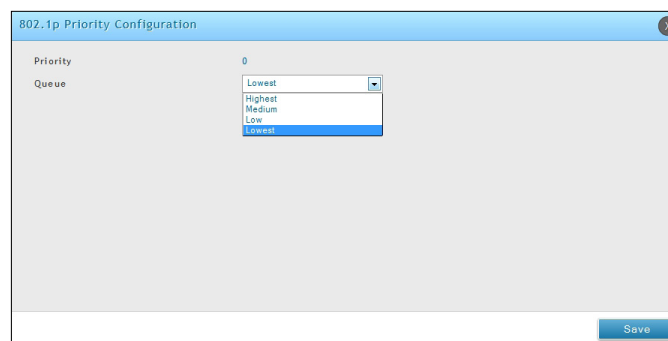 802.1p Priority Configuration
Priority 0
Queue Lowest
Highest
Medium
Low
Lowest
Save